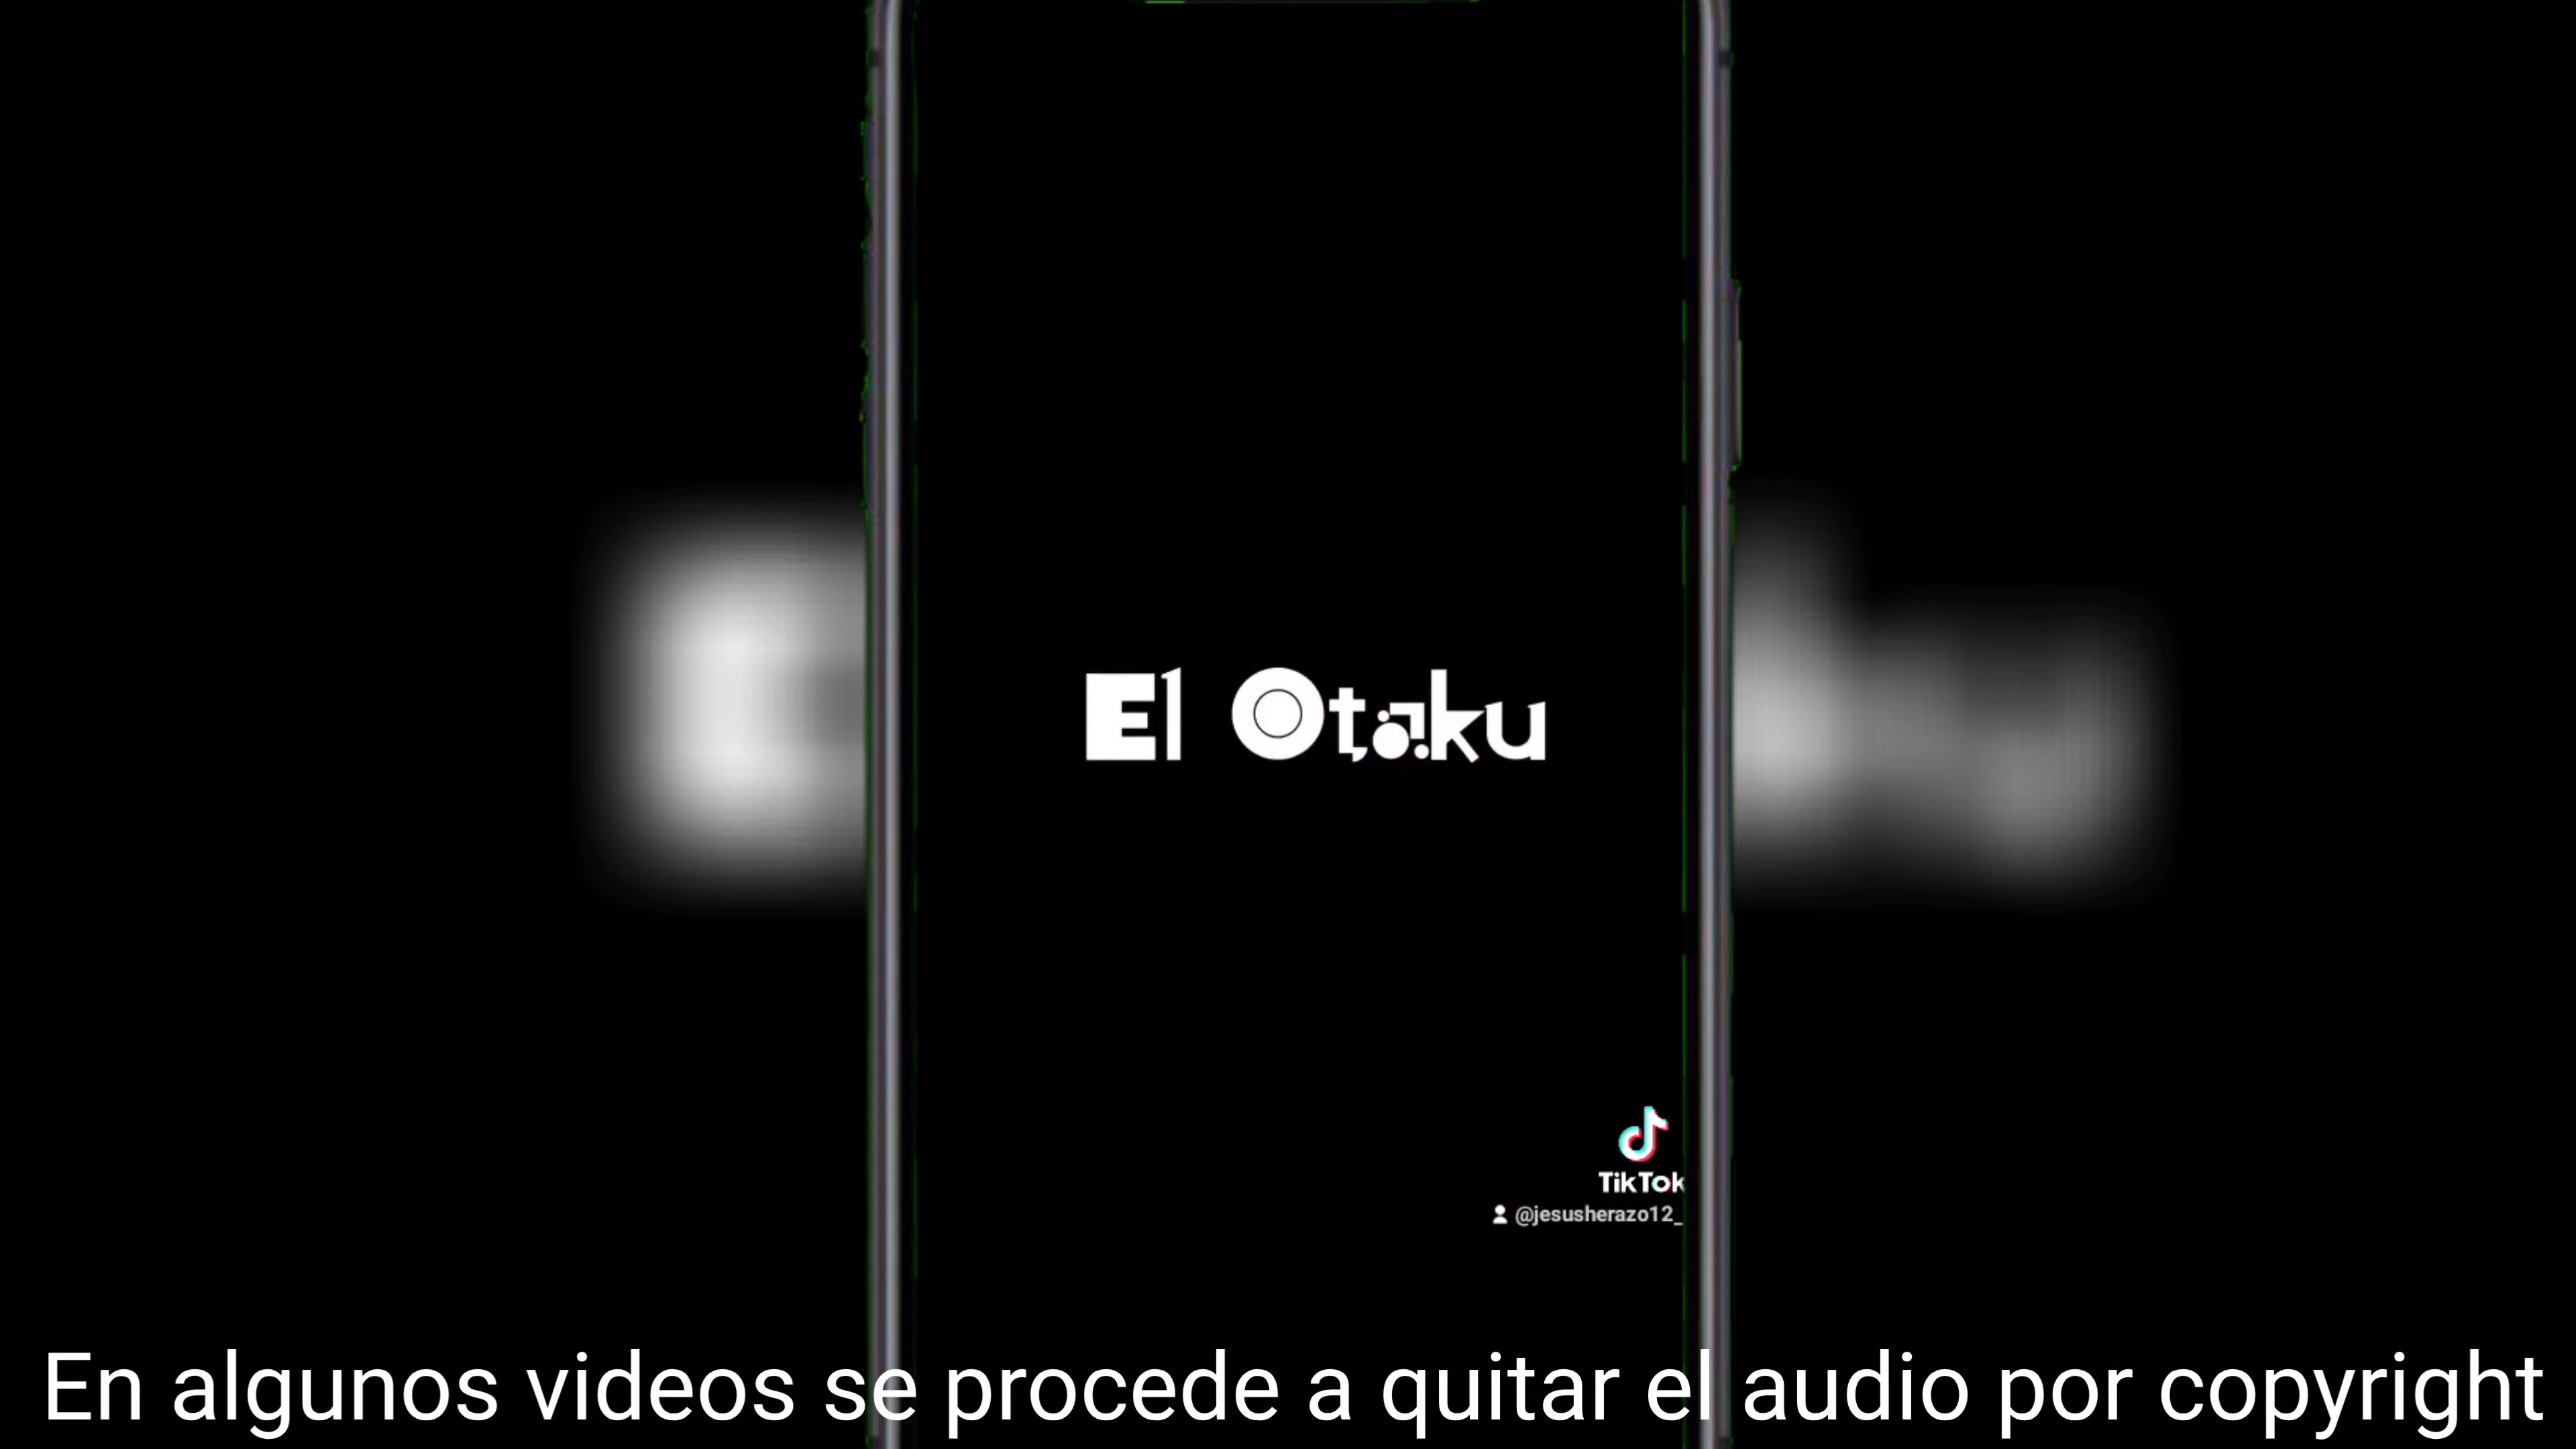 El Otaku
TikTok
@jesusherazo12_
En algunos videos se procede a quitar el audio por copyright